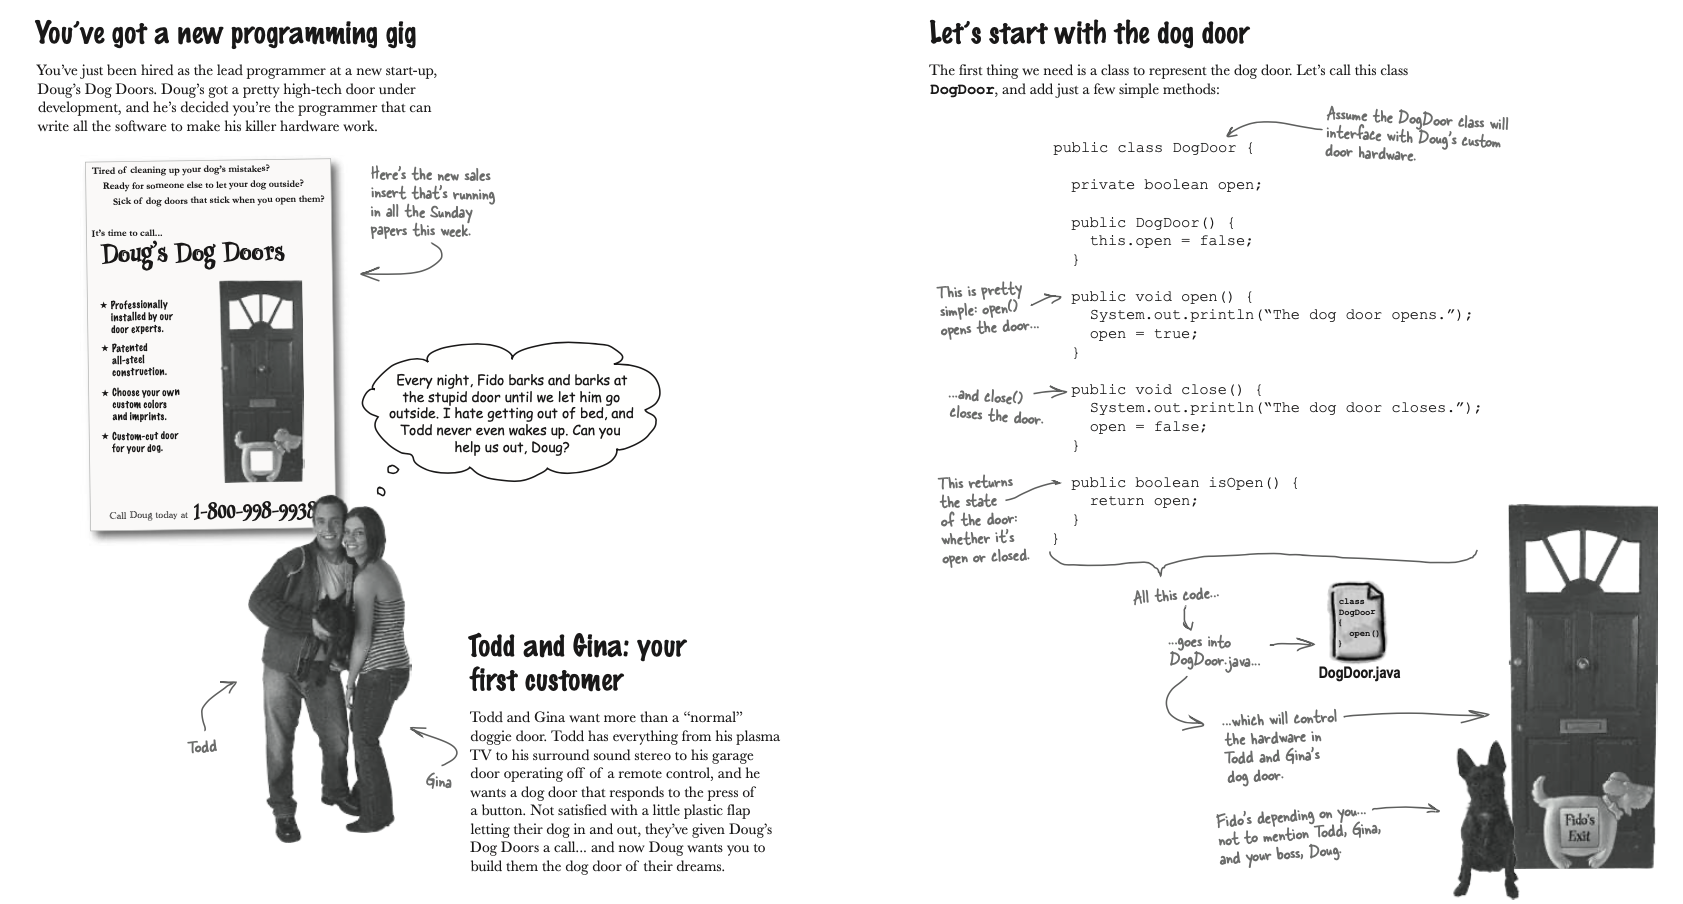 You've got a new programming gig
You've just been hired as the lead programmer at a new start-up,
Doug's Dog Doors. Doug's got a pretty high-tech door under
development, and he's decided you're the programmer that can
write all the software to make his killer hardware work.
Tired of cleaning up your dog's mistakes?
Ready for someone else to let your dog outside?
Sick of dog doors that stick when you open them?
It's time to call...
Doug's Dog Doors
★ Professionally
installed by our
door experts.
★ Patented
all-steel
construction.
★ Choose your own
custom colors
and imprints.
★ Custom-cut door
for your dog.
Call Doug today at 1-800-998-9938
Here's the new sales
insert that's running
in all the Sunday
papers this week.
Every night, Fido barks and barks at
the stupid door until we let him go
outside. I hate getting out of bed, and
Todd never even wakes up. Can you
help us out, Doug?
Todd
Gina
Todd and Gina: your
first customer
Todd and Gina want more than a “normal”
doggie door. Todd has everything from his plasma
TV to his surround sound stereo to his garage
door operating off of a remote control, and he
wants a dog door that responds to the press of
a button. Not satisfied with a little plastic flap
letting their dog in and out, they've given Doug's
Dog Doors a call... and now Doug wants you to
build them the dog door of their dreams.
Let's start with the dog door
The first thing we need is a class to represent the dog door. Let's call this class
DogDoor, and add just a few simple methods:
Assume the DogDoor class will
interface with Doug's custom
door hardware.
public class DogDoor {
private boolean open;
public DogDoor() {
this.open = false;
}
This is pretty
simple: open()
opens the door...
public void open() {
System.out.println(“The dog door opens.”);
open = true;
}
...and close()
closes the door.
public void close() {
System.out.println(“The dog door closes.”);
open = false;
}
This returns
the state
of the door:
whether it's
open or closed.
public boolean isOpen() {
return open;
}
}
All this code...
...goes into
DogDoor.java...
class
DogDoor
{
open()
}
DogDoor.java
...which will control
the hardware in
Todd and Gina's
dog door.
Fido's depending on you...
not to mention Todd, Gina,
and your boss, Doug.
Fido's
Exit